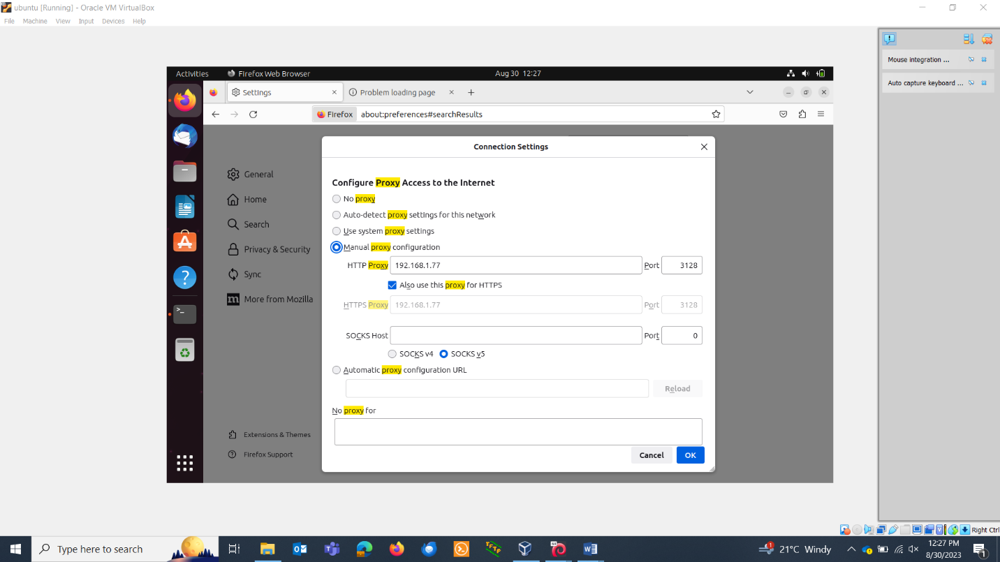 ubuntu [Running] - Oracle VM VirtualBox
File Machine View Input Devices Help
Mouse integration ...
Auto capture keyboard ...
Activities Firefox Web Browser Aug 30 12:27
Settings Problem loading page
Firefox about:preferences#searchResults
General
Home
Search
Privacy & Security
Sync
More from Mozilla
Extensions & Themes
Firefox Support
Connection Settings
Configure Proxy Access to the Internet
No proxy
Auto-detect proxy settings for this network
Use system proxy settings
Manual proxy configuration
HTTP Proxy 192.168.1.77 Port 3128
Also use this proxy for HTTPS
HTTPS Proxy 192.168.1.77 Port 3128
SOCKS Host Port 0
SOCKS v4 SOCKS v5
Automatic proxy configuration URL
Reload
No proxy for
Cancel OK
Right Ctrl
Type here to search
21°C Windy
12:27 PM
8/30/2023